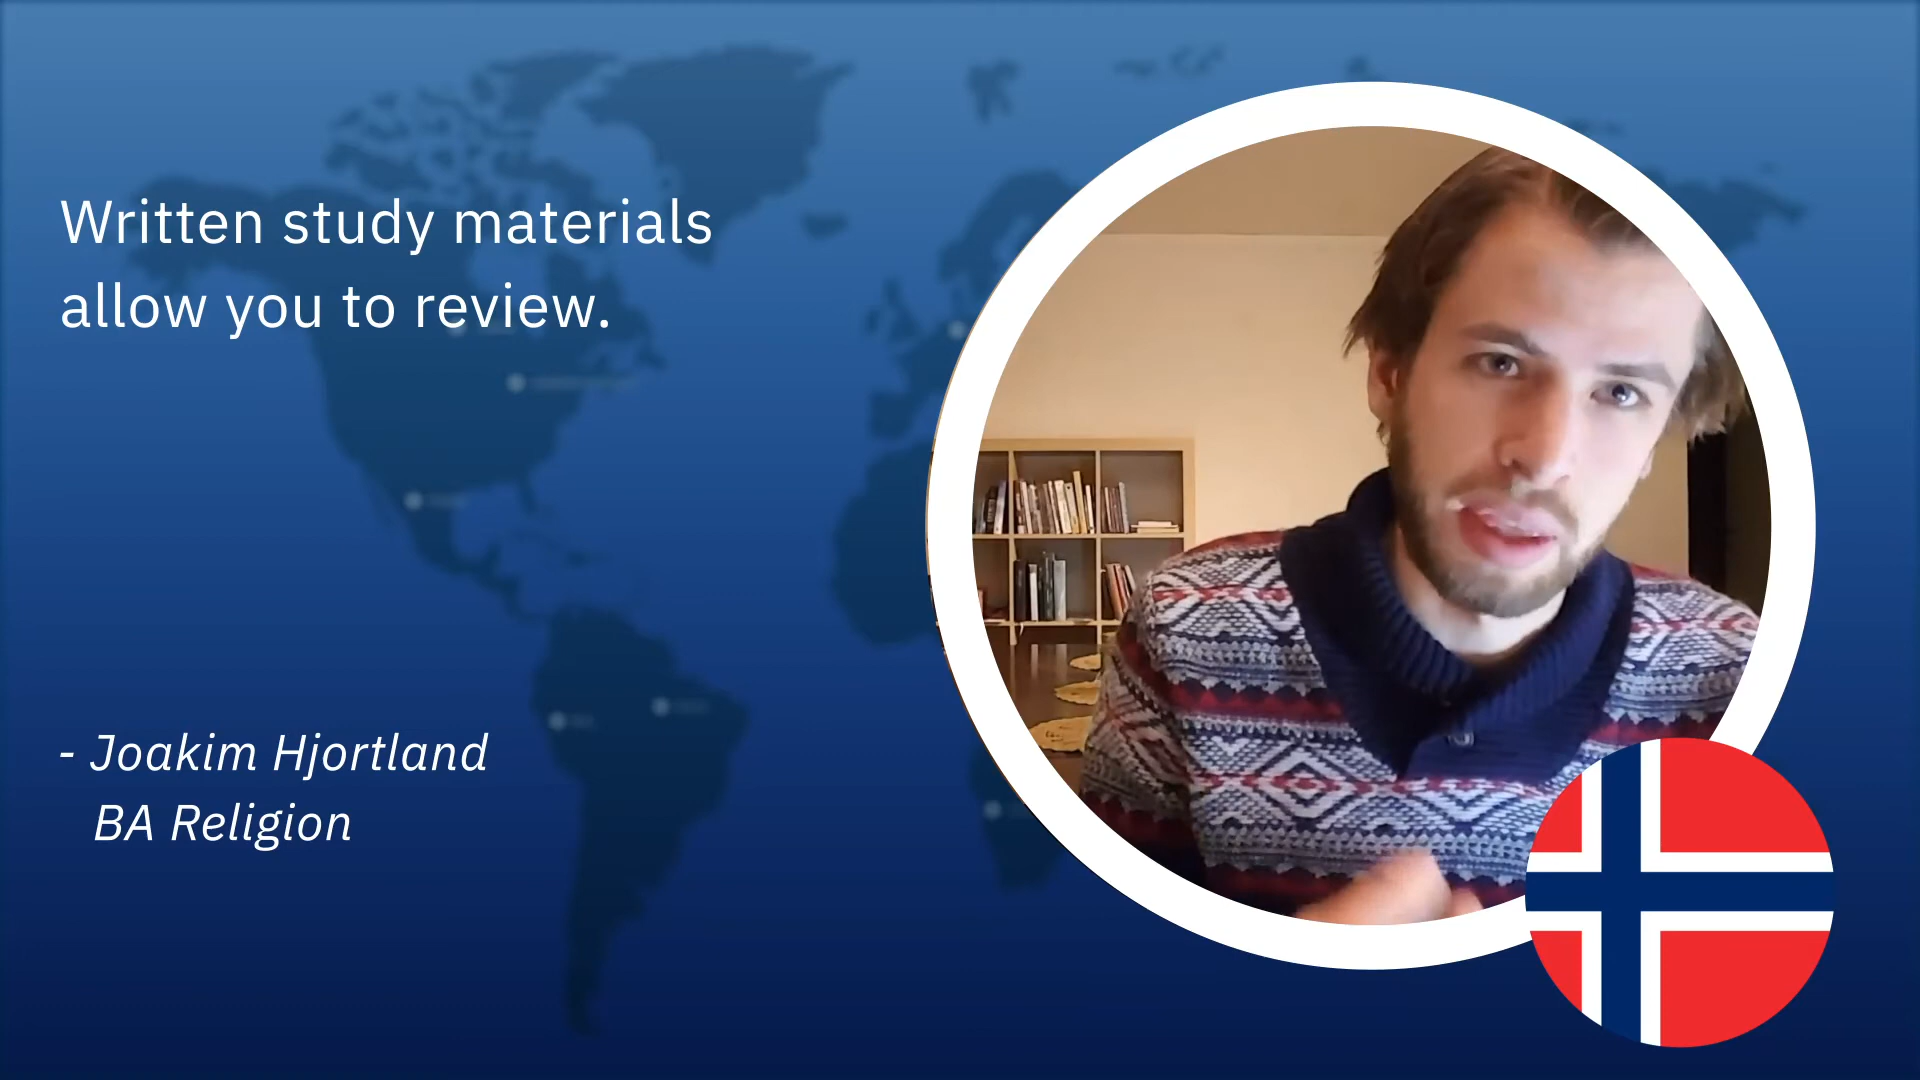 Written study materials
allow you to review.
- Joakim Hjortland
BA Religion